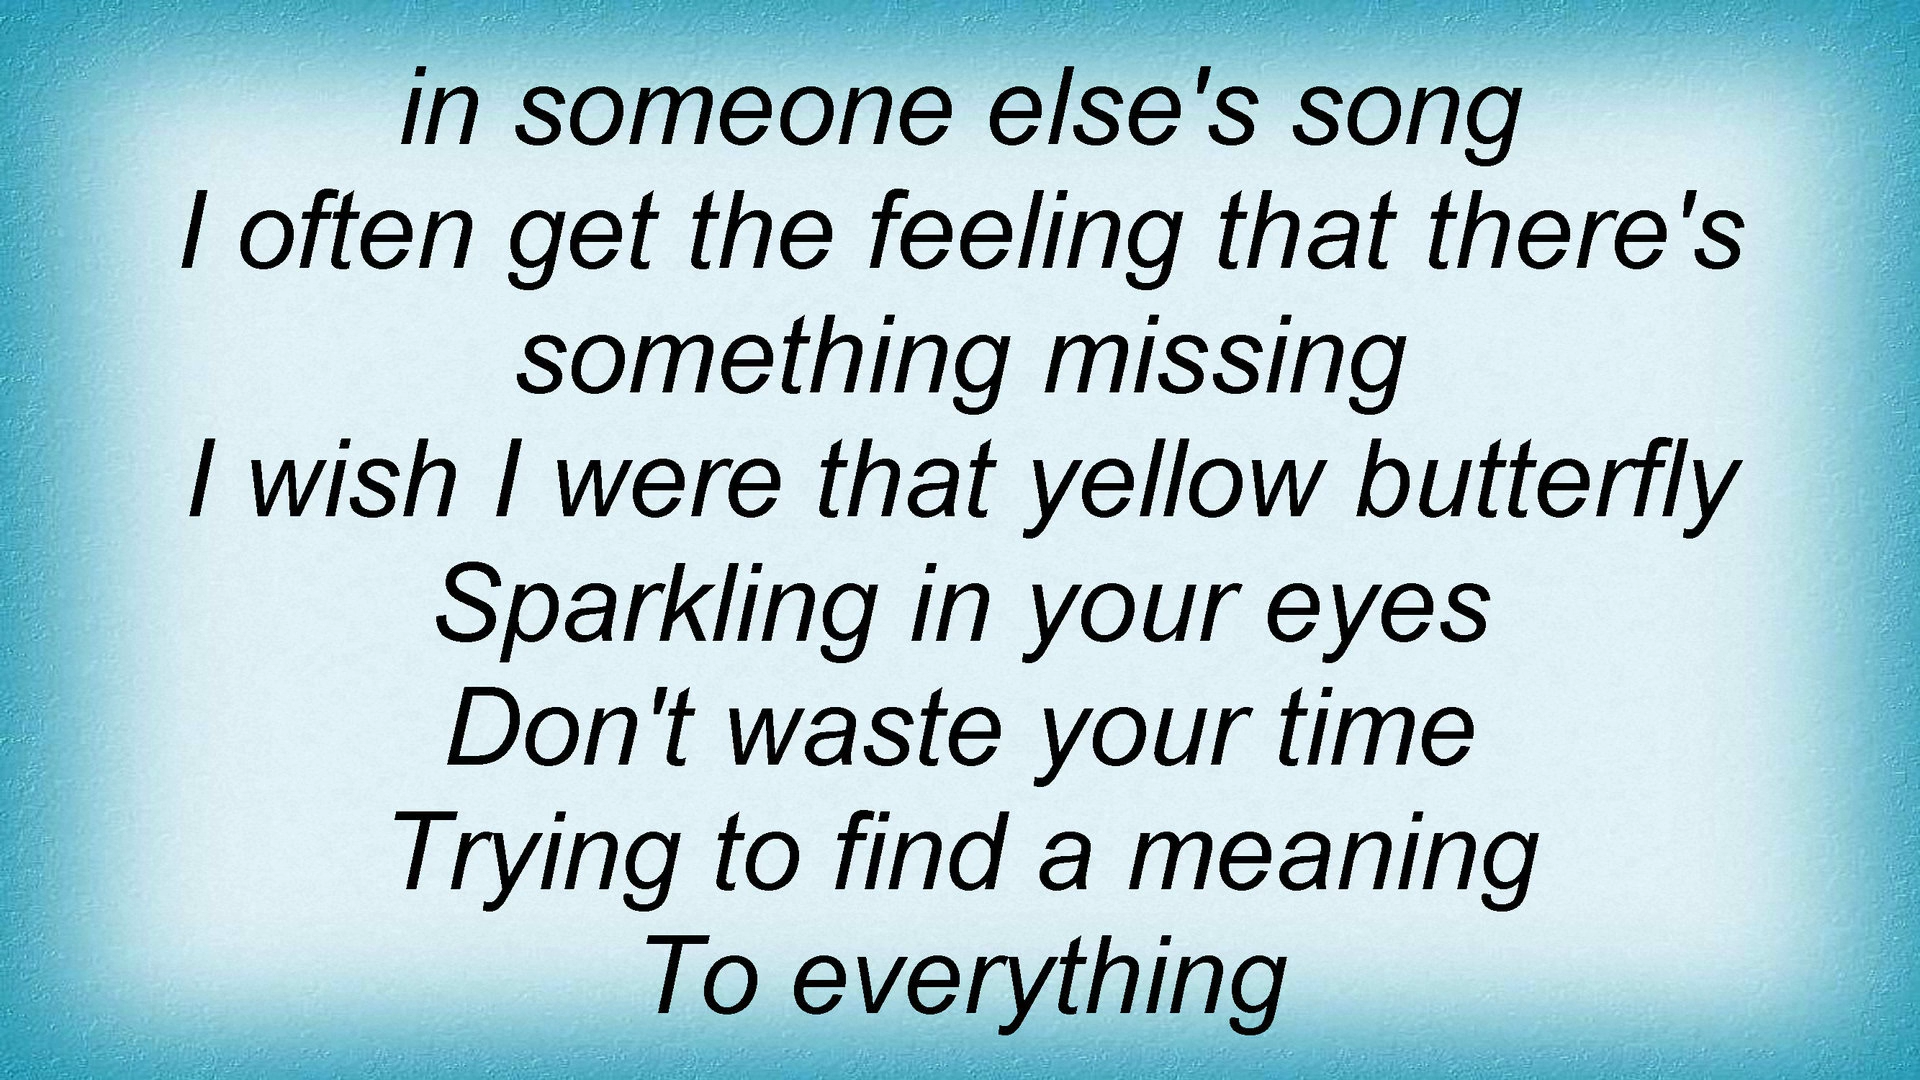 in someone else's song
I often get the feeling that there's
something missing
I wish I were that yellow butterfly
Sparkling in your eyes
Don't waste your time
Trying to find a meaning
To everything